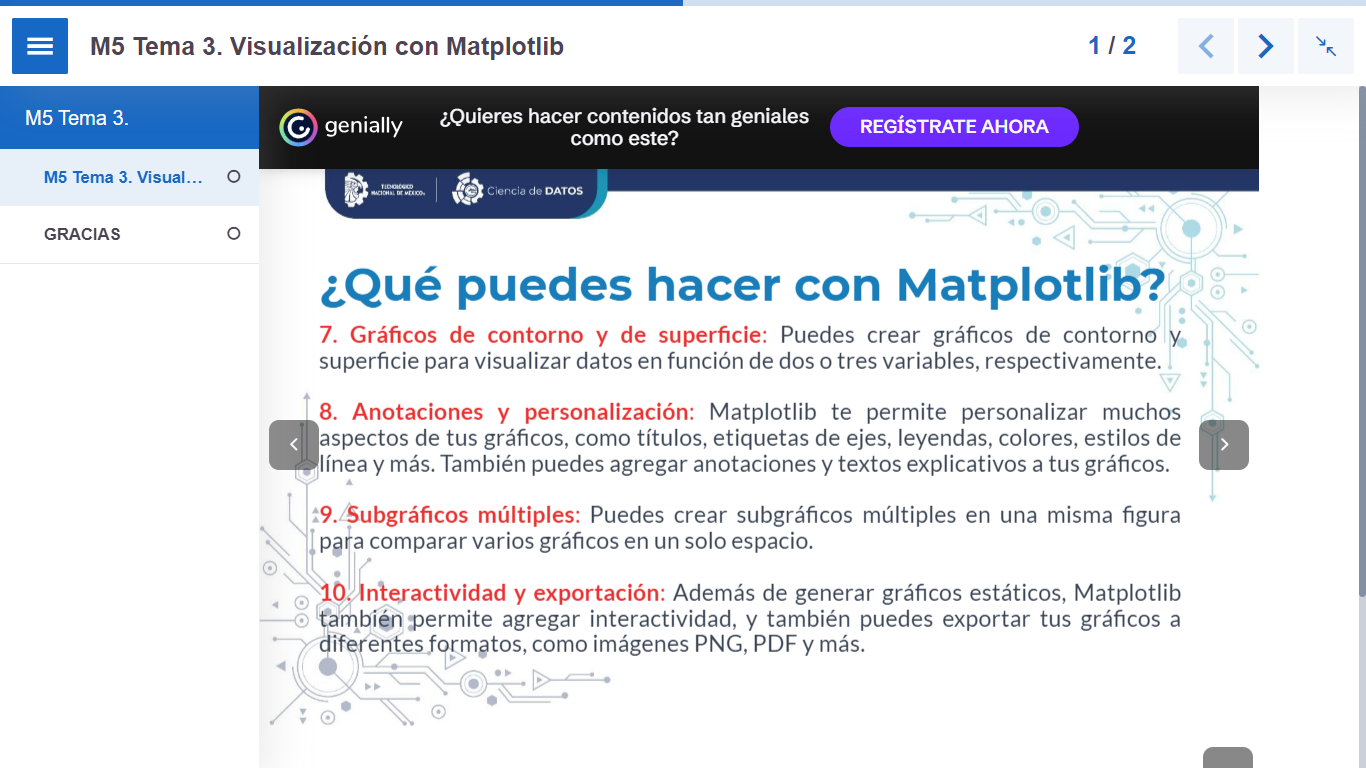 M5 Tema 3. Visualización con Matplotlib
1 / 2
M5 Tema 3.
M5 Tema 3. Visual...
GRACIAS
genially
¿Quieres hacer contenidos tan geniales
como este?
REGÍSTRATE AHORA
TECNOLÓGICO
NACIONAL DE MÉXICO
Ciencia de DATOS
¿Qué puedes hacer con Matplotlib?
7. Gráficos de contorno y de superficie: Puedes crear gráficos de contorno y
superficie para visualizar datos en función de dos o tres variables, respectivamente.
8. Anotaciones y personalización: Matplotlib te permite personalizar muchos
aspectos de tus gráficos, como títulos, etiquetas de ejes, leyendas, colores, estilos de
línea y más. También puedes agregar anotaciones y textos explicativos a tus gráficos.
9. Subgráficos múltiples: Puedes crear subgráficos múltiples en una misma figura
para comparar varios gráficos en un solo espacio.
10. Interactividad y exportación: Además de generar gráficos estáticos, Matplotlib
también permite agregar interactividad, y también puedes exportar tus gráficos a
diferentes formatos, como imágenes PNG, PDF y más.